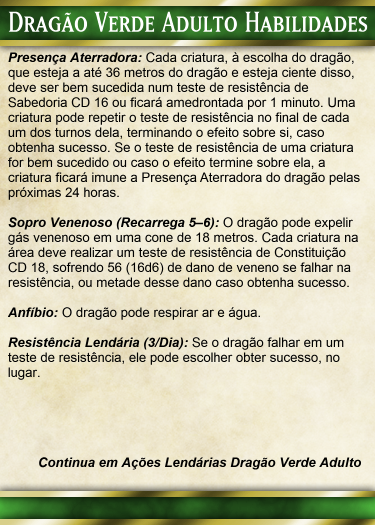 Dragão Verde Adulto Habilidades
Presença Aterradora: Cada criatura, à escolha do dragão,
que esteja a até 36 metros do dragão e esteja ciente disso,
deve ser bem sucedida num teste de resistência de
Sabedoria CD 16 ou ficará amedrontada por 1 minuto. Uma
criatura pode repetir o teste de resistência no final de cada
um dos turnos dela, terminando o efeito sobre si, caso
obtenha sucesso. Se o teste de resistência de uma criatura
for bem sucedido ou caso o efeito termine sobre ela, a
criatura ficará imune a Presença Aterradora do dragão pelas
próximas 24 horas.
Sopro Venenoso (Recarrega 5–6): O dragão pode expelir
gás venenoso em uma cone de 18 metros. Cada criatura na
área deve realizar um teste de resistência de Constituição
CD 18, sofrendo 56 (16d6) de dano de veneno se falhar na
resistência, ou metade desse dano caso obtenha sucesso.
Anfíbio: O dragão pode respirar ar e água.
Resistência Lendária (3/Dia): Se o dragão falhar em um
teste de resistência, ele pode escolher obter sucesso, no
lugar.
Continua em Ações Lendárias Dragão Verde Adulto